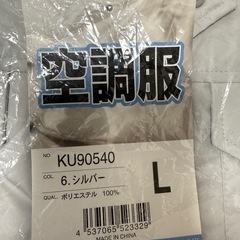 空調服
NO. KU90540
COL. 6.シルバー
QUAL. ポリエステル 100%
L
4 537065 523329
MADE IN CHINA